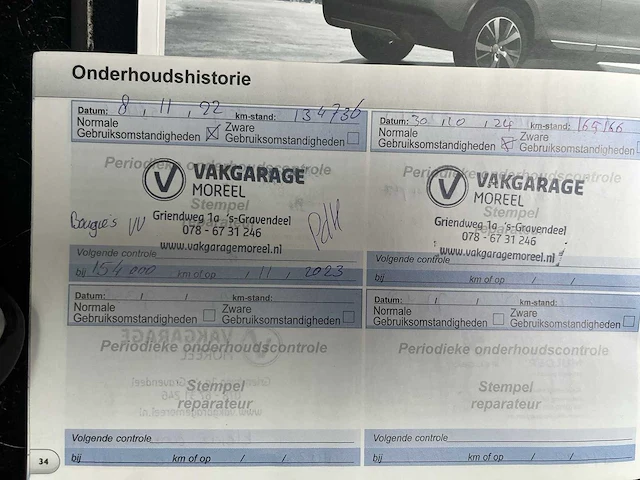 Onderhoudshistorie
Datum: 8 , 11 , 22 km-stand: 134736
Normale Gebruiksomstandigheden Zware Gebruiksomstandigheden
Periodieke onderhoudscontrole
VAKGARAGE
MOREEL
Stempel
Griendweg 1a 's-Gravendeel
078 - 67 31 246
www.vakgaragemoreel.nl
Bougie's VV
Volgende controle
bij 154 000 km of op / 11 , 2023
Datum: 30 , 10 , 24 km-stand:
Normale Gebruiksomstandigheden Zware Gebruiksomstandigheden
Periodieke onderhoudscontrole
VAKGARAGE
MOREEL
Stempel
Griendweg 1a 's-Gravendeel
078 - 67 31 246
www.vakgaragemoreel.nl
Volgende controle
bij km of op / /
Datum: / / km-stand:
Normale Gebruiksomstandigheden Zware Gebruiksomstandigheden
Periodieke onderhoudscontrole
Stempel
reparateur
Volgende controle
bij km of op / /
Datum: / / km-stand:
Normale Gebruiksomstandigheden Zware Gebruiksomstandigheden
Periodieke onderhoudscontrole
Stempel
reparateur
Volgende controle
bij km of op / /
34